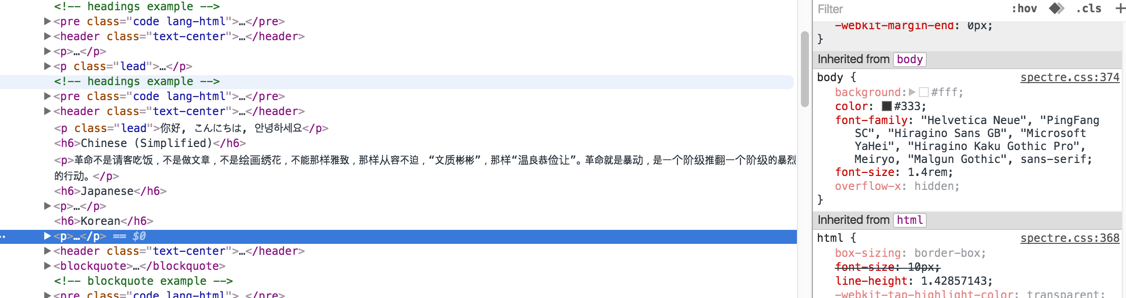 <!-- headings example -->
▶<pre class="code lang-html">…</pre>
▶<header class="text-center">…</header>
▶<p>…</p>
▶<p class="lead">…</p>
<!-- headings example -->
▶<pre class="code lang-html">…</pre>
▶<header class="text-center">…</header>
<p class="lead">你好, こんにちは, 안녕하세요</p>
<h6>Chinese (Simplified)</h6>
<p>革命不是请客吃饭，不是做文章，不是绘画绣花，不能那样雅致，那样从容不迫，“文质彬彬”，那样“温良恭俭让”。革命就是暴动，是一个阶级推翻一个阶级的暴烈
的行动。</p>
<h6>Japanese</h6>
▶<p>…</p>
<h6>Korean</h6>
… ▶<p>…</p> == $0
▶<header class="text-center">…</header>
▶<blockquote>…</blockquote>
<!-- blockquote example -->
▶<pre class="code lang-html">…</pre>
Filter :hov .cls +
-webkit-margin-end: 0px;
}
Inherited from body
body { spectre.css:374
background:▶ #fff;
color: #333;
font-family: "Helvetica Neue", "PingFang
SC", "Hiragino Sans GB", "Microsoft
YaHei", "Hiragino Kaku Gothic Pro",
Meiryo, "Malgun Gothic", sans-serif;
font-size: 1.4rem;
overflow-x: hidden;
}
Inherited from html
html { spectre.css:368
box-sizing: border-box;
font-size: 10px;
line-height: 1.42857143;
-webkit-tap-highlight-color: transparent;